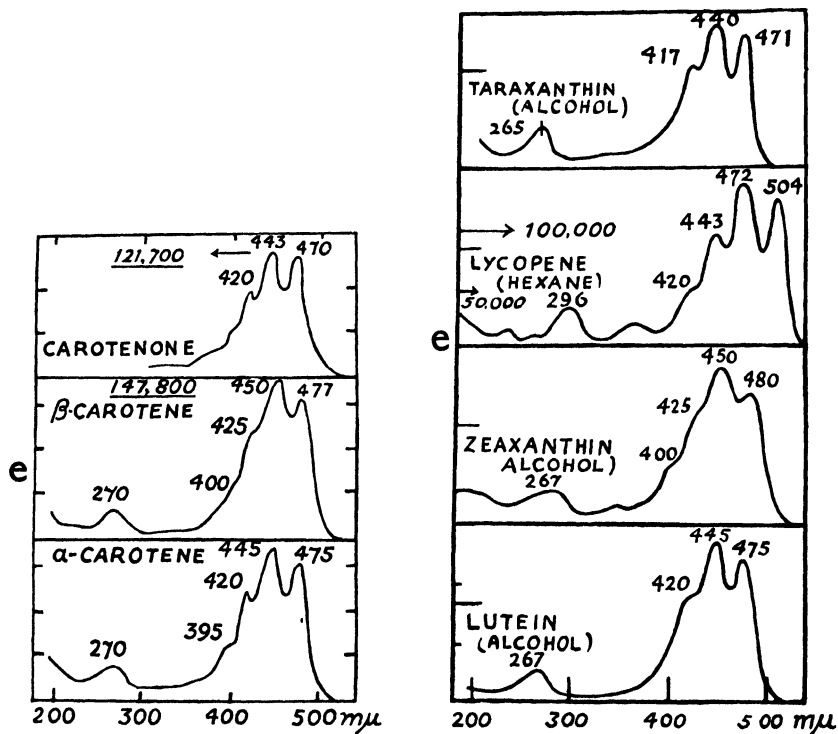 121,700
443
470
420
CAROTENONE
147,800
450
477
β-CAROTENE
425
400
270
e
α-CAROTENE
445
475
420
395
270
200 300 400 500 mμ
440
471
417
TARAXANTHIN
(ALCOHOL)
265
472
504
→ 100,000
443
LYCOPENE
(HEXANE)
420
50,000
296
e
450
480
425
ZEAXANTHIN
ALCOHOL)
400
267
445
475
420
LUTEIN
(ALCOHOL)
267
200 300 400 500 mμ